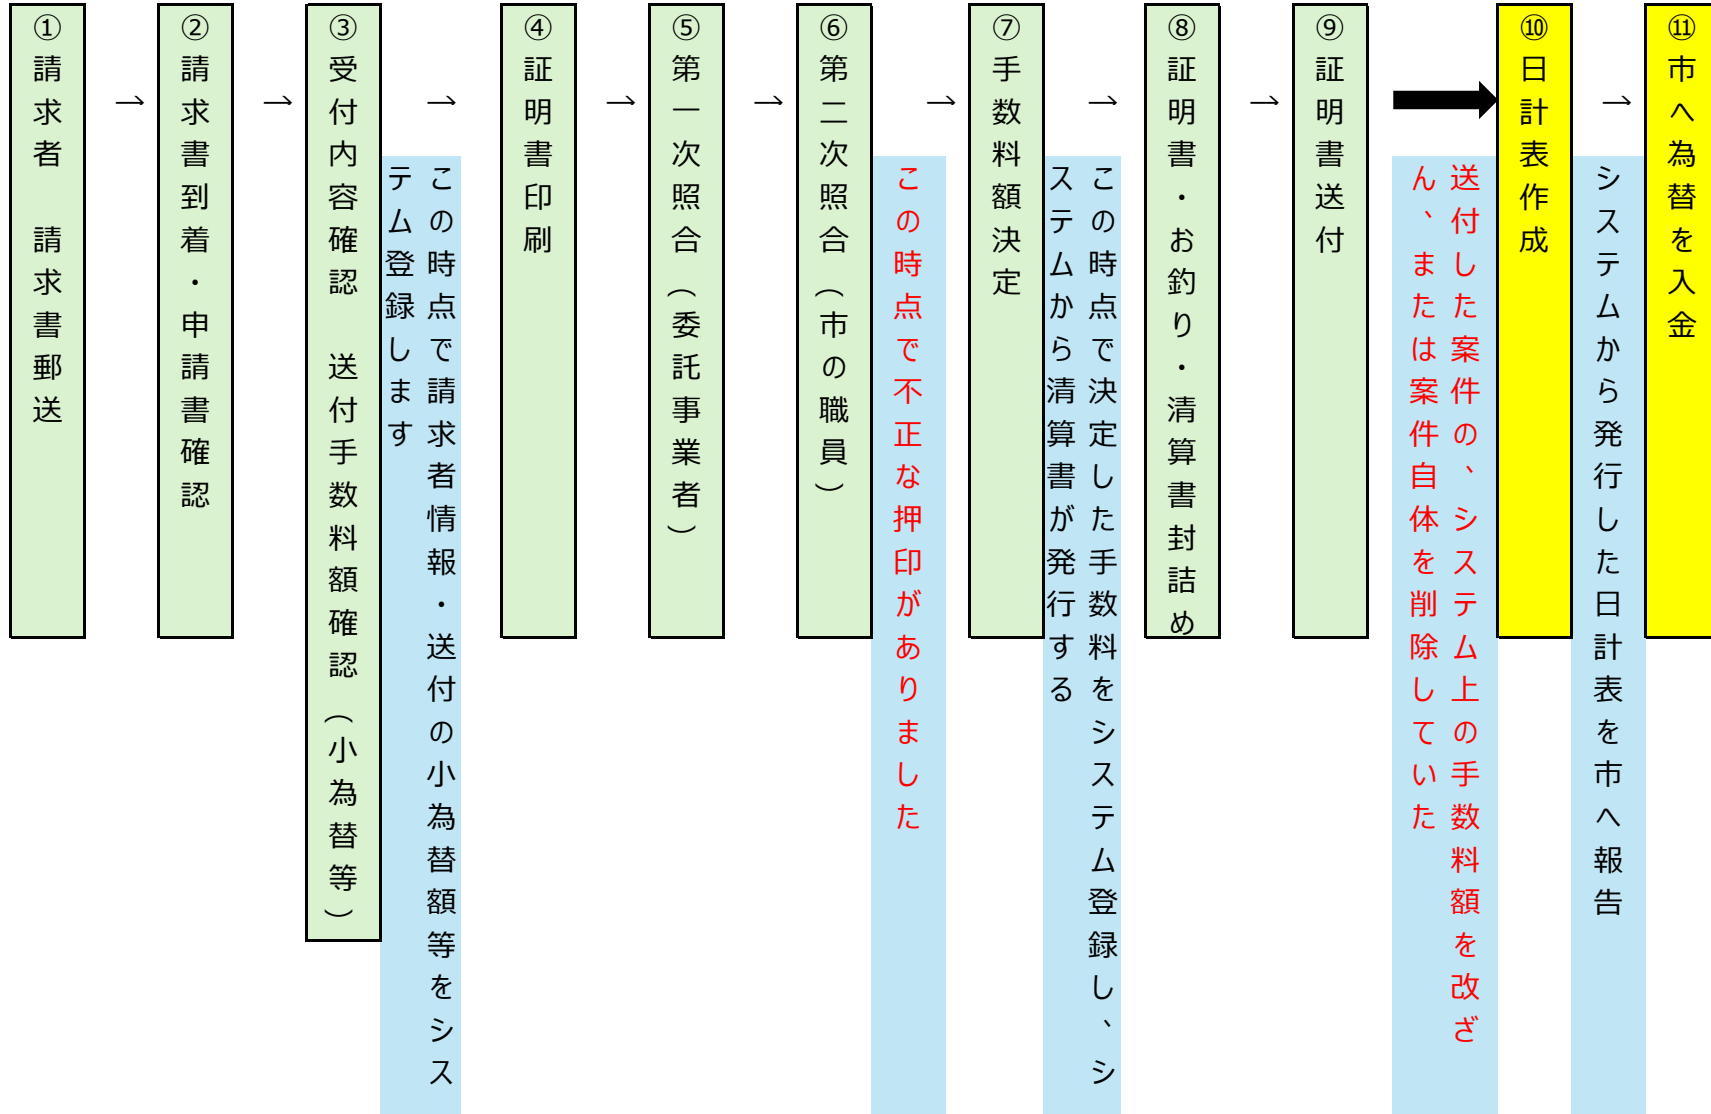 ①請求者　請求書郵送
→
②請求書到着・申請書確認
→
③受付内容確認　送付手数料額確認（小為替等）
→
この時点で請求者情報・送付の小為替額等をシス
テム登録します
④証明書印刷
→
⑤第一次照合（委託事業者）
→
⑥第二次照合（市の職員）
→
この時点で不正な押印がありました
⑦手数料額決定
→
この時点で決定した手数料をシステム登録し、シ
ステムから清算書が発行する
⑧証明書・お釣り・清算書封詰め
→
⑨証明書送付
送付した案件の、システム上の手数料額を改ざ
ん、または案件自体を削除していた
⑩日計表作成
→
システムから発行した日計表を市へ報告
⑪市へ為替を入金